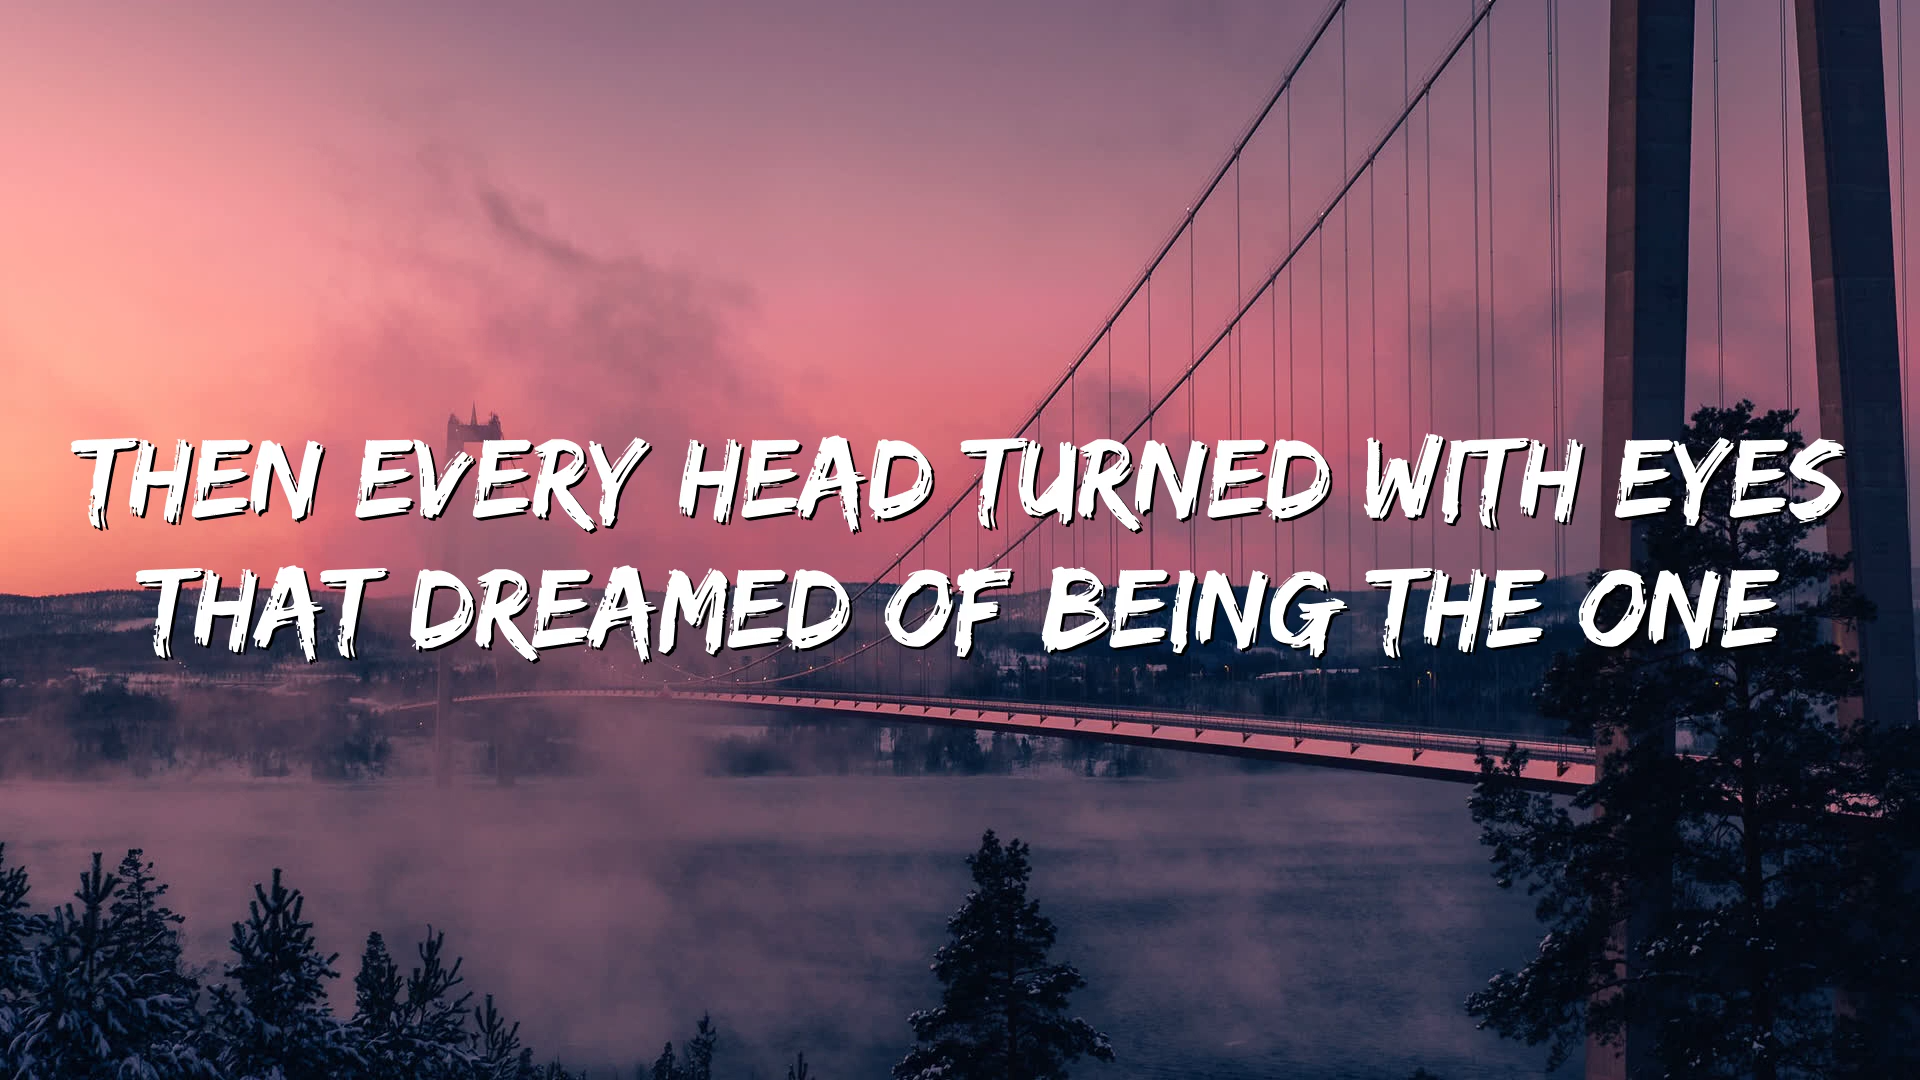 THEN EVERY HEAD TURNED WITH EYES
THAT DREAMED OF BEING THE ONE